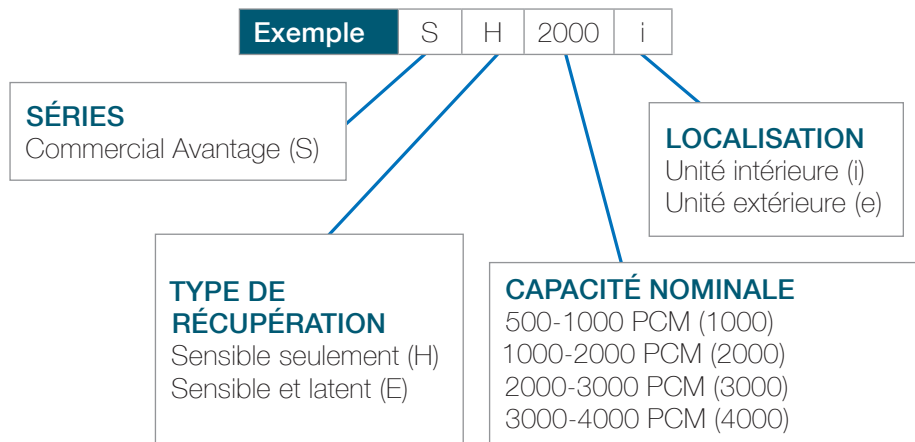 Exemple S H 2000 i
SÉRIES
Commercial Avantage (S)
LOCALISATION
Unité intérieure (i)
Unité extérieure (e)
TYPE DE
RÉCUPÉRATION
Sensible seulement (H)
Sensible et latent (E)
CAPACITÉ NOMINALE
500-1000 PCM (1000)
1000-2000 PCM (2000)
2000-3000 PCM (3000)
3000-4000 PCM (4000)